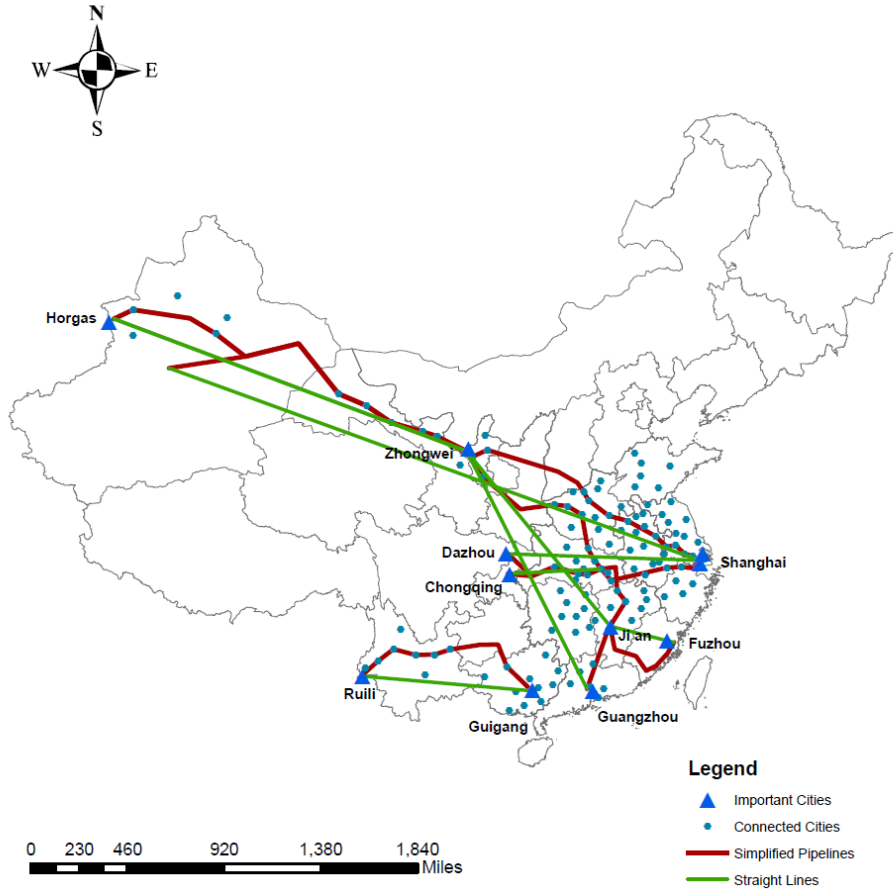 N
W E
S
Horgas
Zhongwei
Dazhou
Shanghai
Chongqing
Ji an
Fuzhou
Ruili
Guangzhou
Guigang
Legend
Important Cities
Connected Cities
Simplified Pipelines
Straight Lines
0 230 460 920 1,380 1,840
Miles